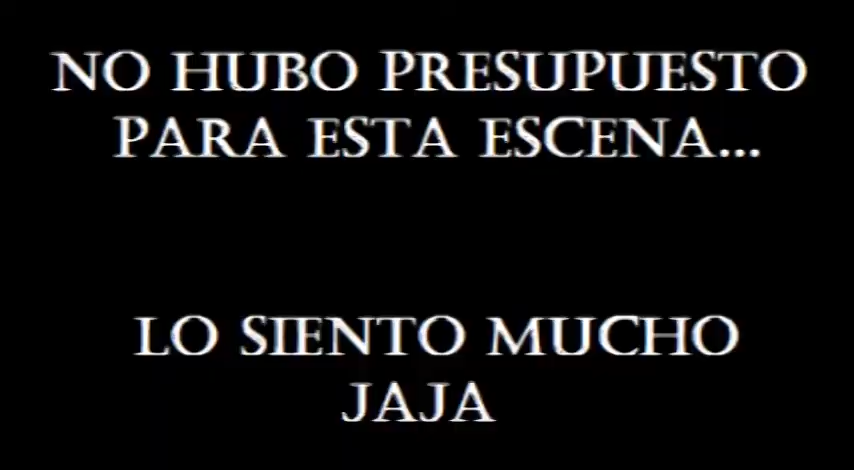 NO HUBO PRESUPUESTO
PARA ESTA ESCENA...
LO SIENTO MUCHO
JAJA